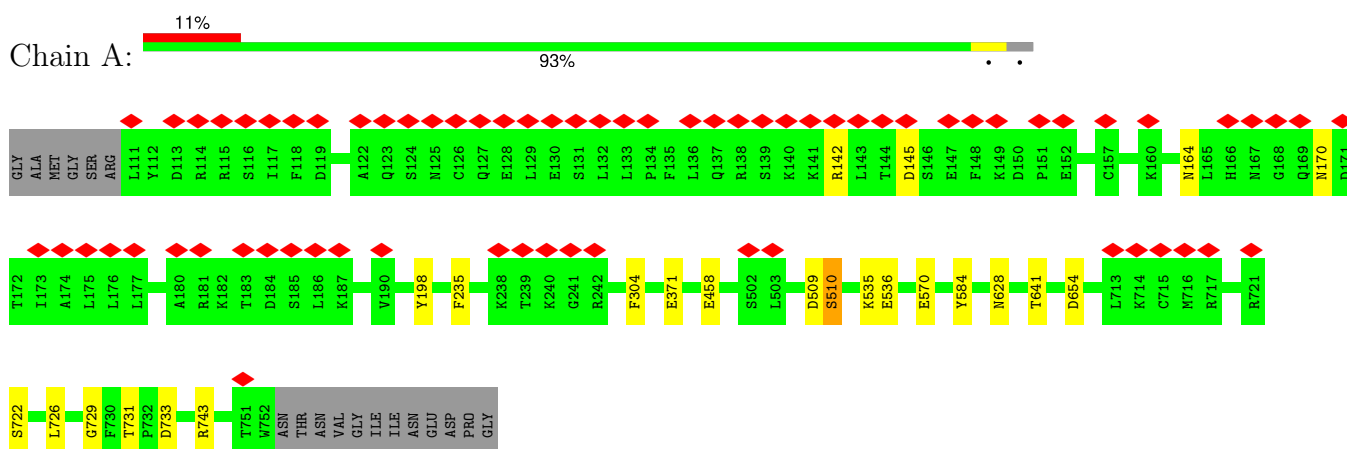 11%
Chain A:
93%
• •
GLY ALA MET GLY SER ARG L111 Y112 D113 R114 R115 S116 I117 F118 D119 A122 Q123 S124 N125 C126 Q127 E128 L129 E130 S131 L132 L133 P134 F135 L136 Q137 R138 S139 K140 K141 R142 L143 T144 D145 S146 E147 F148 K149 D150 P151 E152 C157 K160 N164 L165 H166 N167 G168 Q169 N170 D171
T172 I173 A174 L175 L176 L177 A180 R181 K182 T183 D184 S185 L186 K187 V190 Y198 F235 K238 T239 K240 G241 R242 F304 E371 E458 S502 L503 D509 S510 K535 E536 E570 Y584 N628 T641 D654 L713 K714 C715 M716 R717 R721
S722 L726 G729 F730 T731 P732 D733 R743 T751 W752 ASN THR ASN VAL GLY ILE ILE ASN GLU ASP PRO GLY